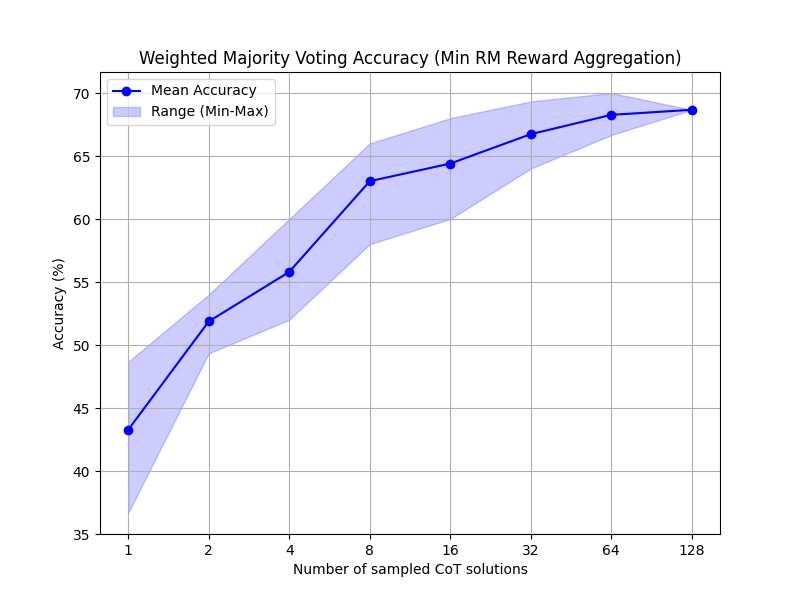 Weighted Majority Voting Accuracy (Min RM Reward Aggregation)
Mean Accuracy
Range (Min-Max)
Accuracy (%)
70
65
60
55
50
45
40
35
1 2 4 8 16 32 64 128
Number of sampled CoT solutions